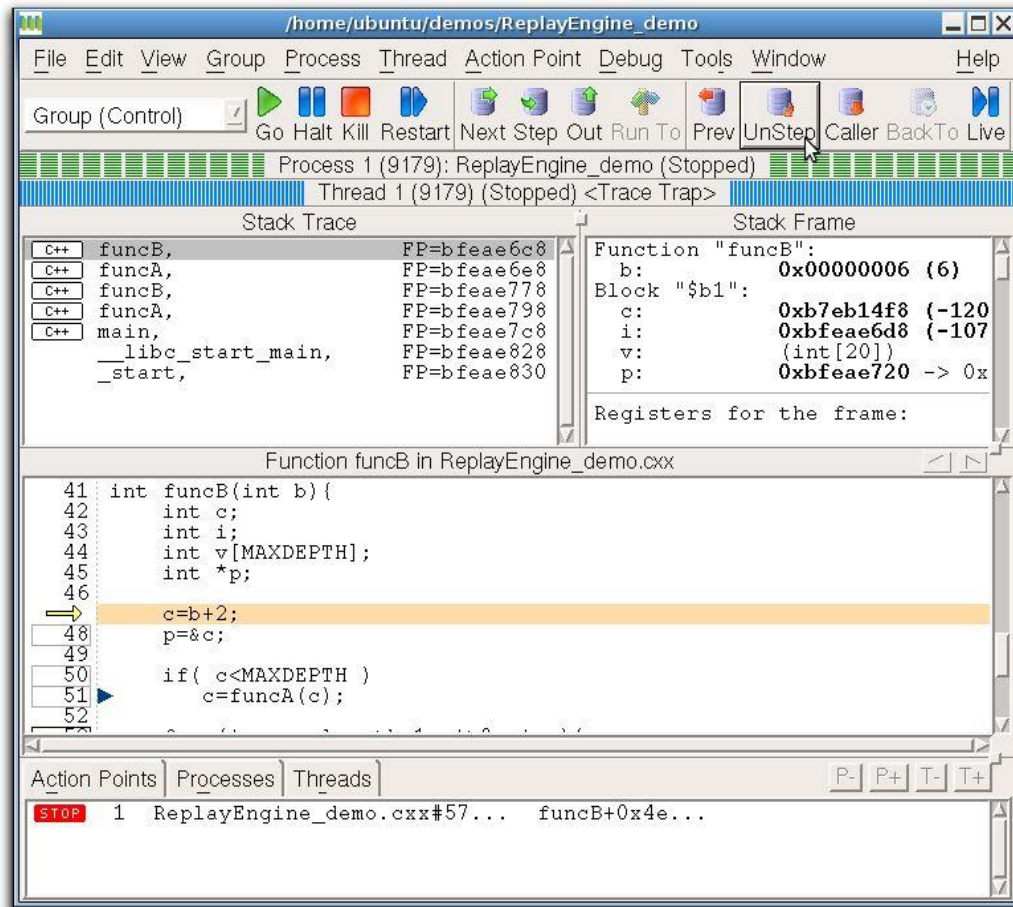 /home/ubuntu/demos/ReplayEngine_demo
File Edit View Group Process Thread Action Point Debug Tools Window Help
Group (Control) Go Halt Kill Restart Next Step Out Run To Prev UnStep Caller BackTo Live
Process 1 (9179): ReplayEngine_demo (Stopped)
Thread 1 (9179) (Stopped) <Trace Trap>
Stack Trace
C++ funcB, FP=bfeae6c8
C++ funcA, FP=bfeae6e8
C++ funcB, FP=bfeae778
C++ funcA, FP=bfeae798
C++ main, FP=bfeae7c8
__libc_start_main, FP=bfeae828
_start, FP=bfeae830
Stack Frame
Function "funcB":
b: 0x00000006 (6)
Block "$b1":
c: 0xb7eb14f8 (-120
i: 0xbfeae6d8 (-107
v: (int[20])
p: 0xbfeae720 -> 0x
Registers for the frame:
Function funcB in ReplayEngine_demo.cxx
41 int funcB(int b){
42 int c;
43 int i;
44 int v[MAXDEPTH];
45 int *p;
46
c=b+2;
48 p=&c;
49
50 if( c<MAXDEPTH )
51 c=funcA(c);
52
Action Points Processes Threads P- P+ T- T+
STOP 1 ReplayEngine_demo.cxx#57... funcB+0x4e...